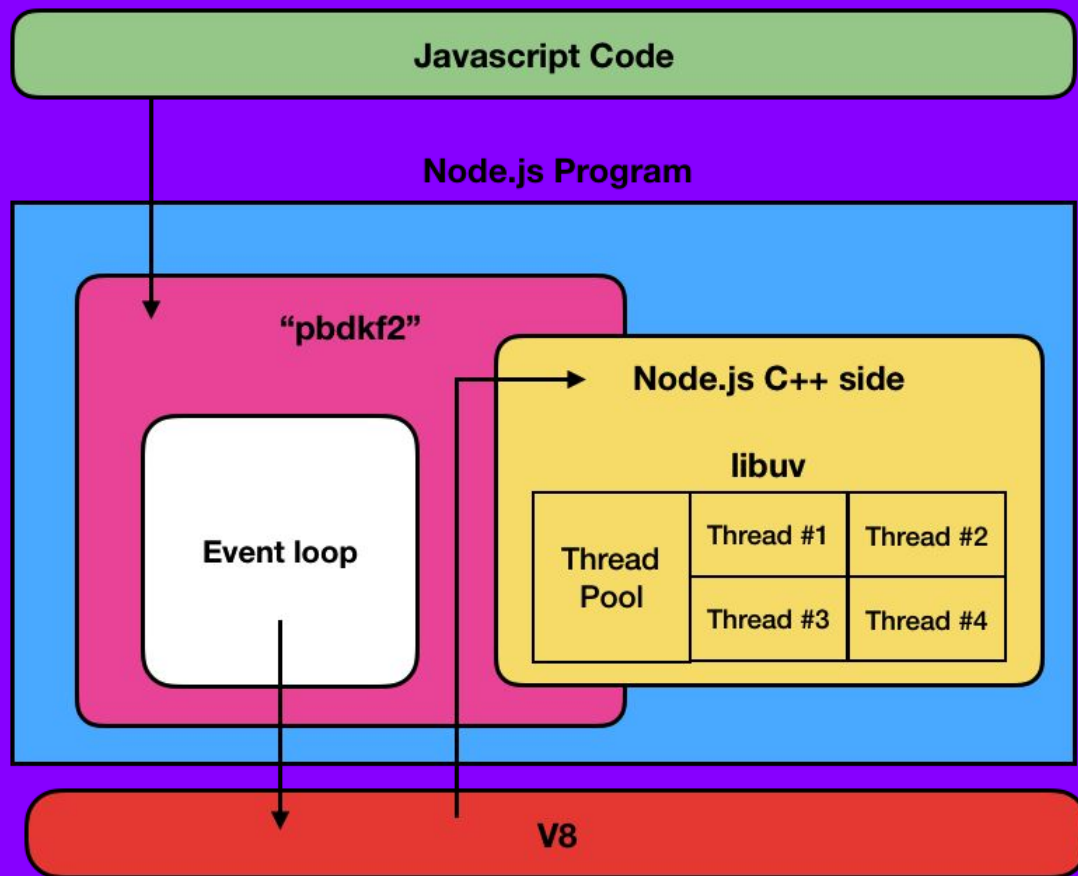 Javascript Code
Node.js Program
“pbdkf2”
Node.js C++ side
libuv
Thread
Pool
Thread #1
Thread #2
Thread #3
Thread #4
Event loop
V8